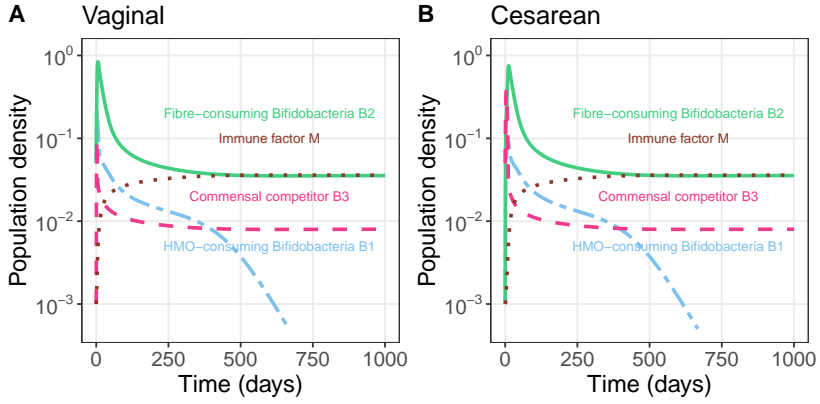 A Vaginal
Population density
10^0
10^−1
10^−2
10^−3
Fibre−consuming Bifidobacteria B2
Immune factor M
Commensal competitor B3
HMO−consuming Bifidobacteria B1
0 250 500 750 1000
Time (days)
B Cesarean
Population density
10^0
10^−1
10^−2
10^−3
Fibre−consuming Bifidobacteria B2
Immune factor M
Commensal competitor B3
HMO−consuming Bifidobacteria B1
0 250 500 750 1000
Time (days)